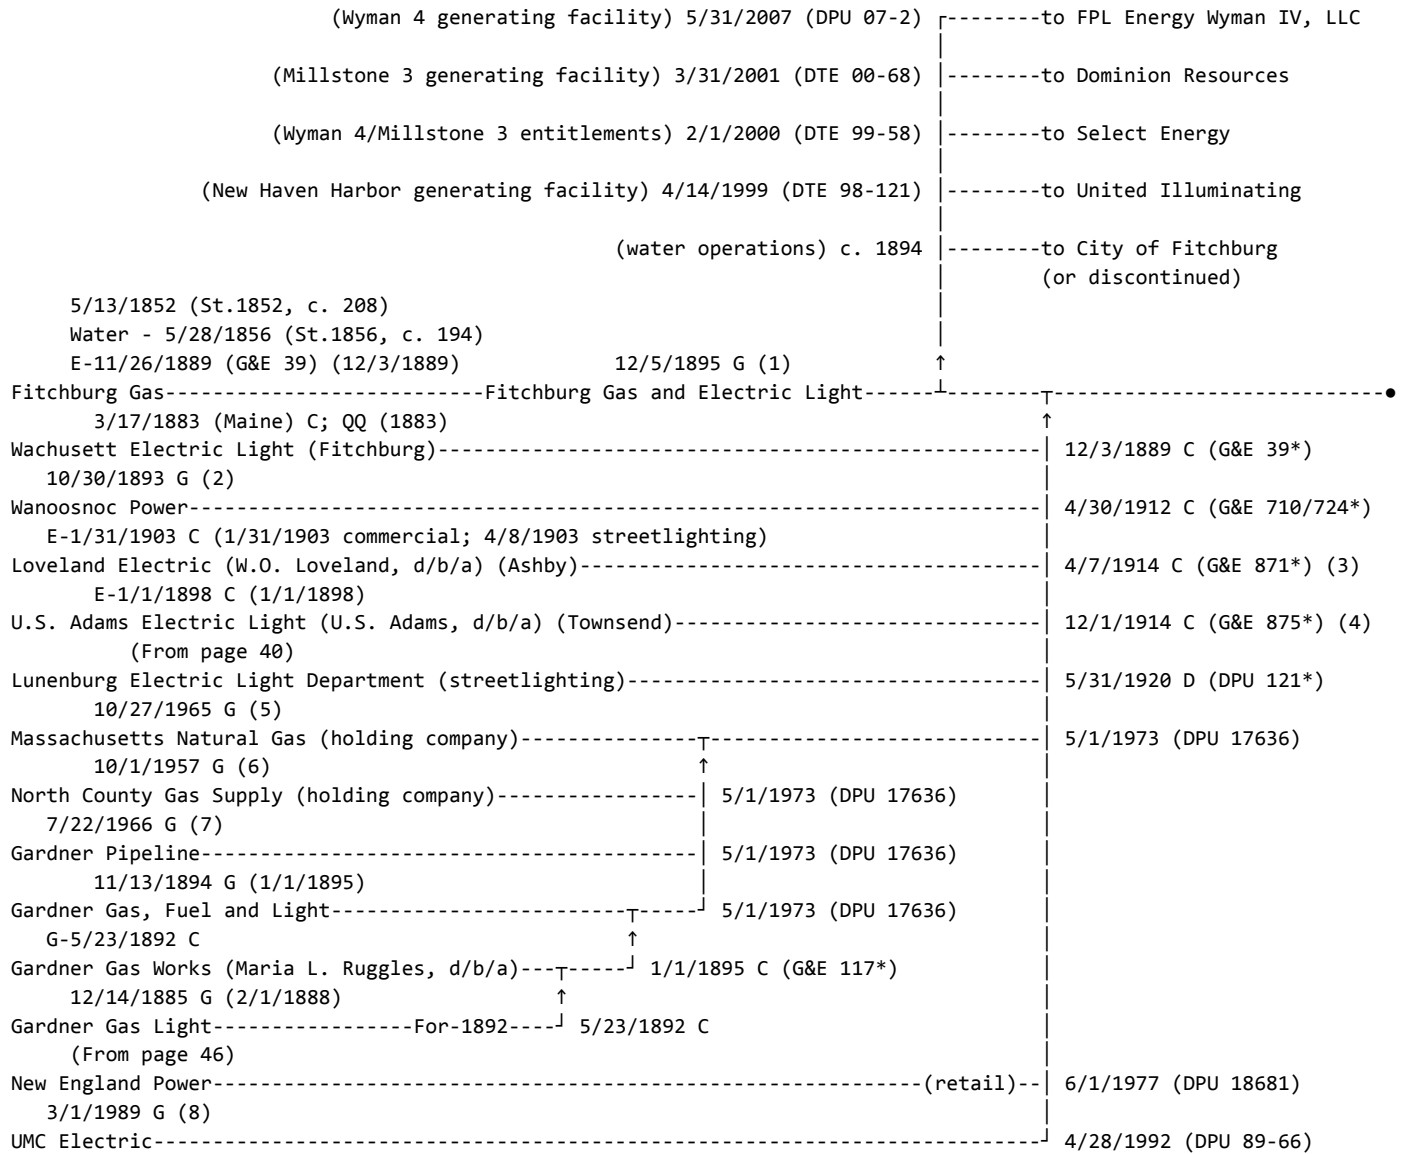 (Wyman 4 generating facility) 5/31/2007 (DPU 07-2) ┌--------to FPL Energy Wyman IV, LLC
(Millstone 3 generating facility) 3/31/2001 (DTE 00-68) |--------to Dominion Resources
(Wyman 4/Millstone 3 entitlements) 2/1/2000 (DTE 99-58) |--------to Select Energy
(New Haven Harbor generating facility) 4/14/1999 (DTE 98-121) |--------to United Illuminating
(water operations) c. 1894 |--------to City of Fitchburg
(or discontinued)
5/13/1852 (St.1852, c. 208)
Water - 5/28/1856 (St.1856, c. 194)
E-11/26/1889 (G&E 39) (12/3/1889) 12/5/1895 G (1) ↑
Fitchburg Gas---------------------------Fitchburg Gas and Electric Light------┴--------┬----------------------------●
3/17/1883 (Maine) C; QQ (1883) ↑
Wachusett Electric Light (Fitchburg)---------------------------------------------------| 12/3/1889 C (G&E 39*)
10/30/1893 G (2)
Wanoosnoc Power------------------------------------------------------------------------| 4/30/1912 C (G&E 710/724*)
E-1/31/1903 C (1/31/1903 commercial; 4/8/1903 streetlighting)
Loveland Electric (W.O. Loveland, d/b/a) (Ashby)---------------------------------------| 4/7/1914 C (G&E 871*) (3)
E-1/1/1898 C (1/1/1898)
U.S. Adams Electric Light (U.S. Adams, d/b/a) (Townsend)-------------------------------| 12/1/1914 C (G&E 875*) (4)
(From page 40)
Lunenburg Electric Light Department (streetlighting)-----------------------------------| 5/31/1920 D (DPU 121*)
10/27/1965 G (5)
Massachusetts Natural Gas (holding company)---------------┬----------------------------| 5/1/1973 (DPU 17636)
10/1/1957 G (6) ↑
North County Gas Supply (holding company)-----------------| 5/1/1973 (DPU 17636)
7/22/1966 G (7)
Gardner Pipeline------------------------------------------| 5/1/1973 (DPU 17636)
11/13/1894 G (1/1/1895)
Gardner Gas, Fuel and Light-------------------------┬-----┘ 5/1/1973 (DPU 17636)
G-5/23/1892 C ↑
Gardner Gas Works (Maria L. Ruggles, d/b/a)---┬-----┘ 1/1/1895 C (G&E 117*)
12/14/1885 G (2/1/1888) ↑
Gardner Gas Light-----------------For-1892----┘ 5/23/1892 C
(From page 46)
New England Power------------------------------------------------------------(retail)--| 6/1/1977 (DPU 18681)
3/1/1989 G (8)
UMC Electric---------------------------------------------------------------------------┘ 4/28/1992 (DPU 89-66)